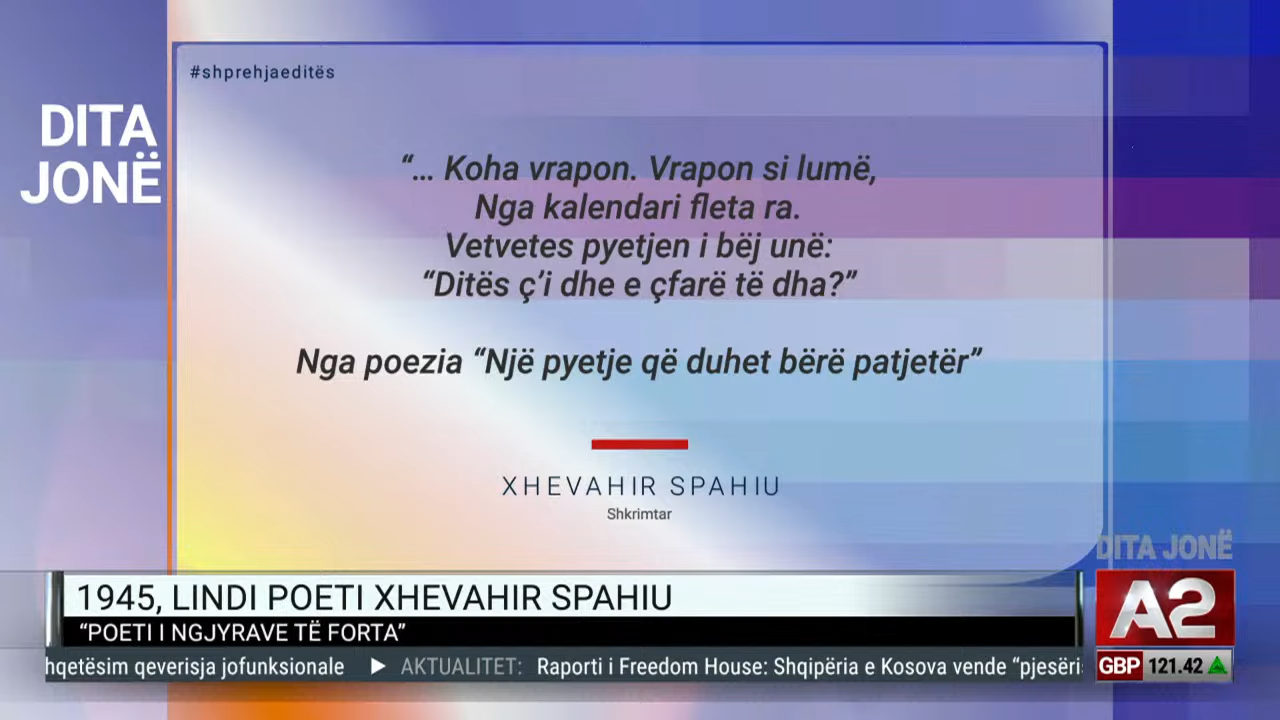 #shprehjaeditës
DITA
JONË
“... Koha vrapon. Vrapon si lumë,
Nga kalendari fleta ra.
Vetvetes pyetjen i bëj unë:
“Ditës ç’i dhe e çfarë të dha?”
Nga poezia “Një pyetje që duhet bërë patjetër”
XHEVAHIR SPAHIU
Shkrimtar
DITA JONË
1945, LINDI POETI XHEVAHIR SPAHIU
“POETI I NGJYRAVE TË FORTA”
A2
hqetësim qeverisja jofunksionale ▶ AKTUALITET: Raporti i Freedom House: Shqipëria e Kosova vende “pjesëri
GBP 121.42